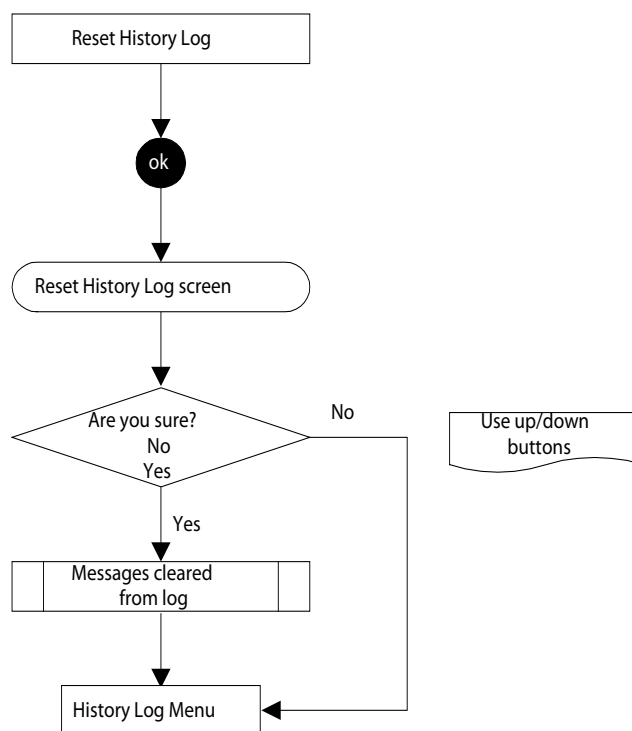 Reset History Log
ok
Reset History Log screen
Are you sure?
No
Yes
No
Use up/down
buttons
Yes
Messages cleared
from log
History Log Menu